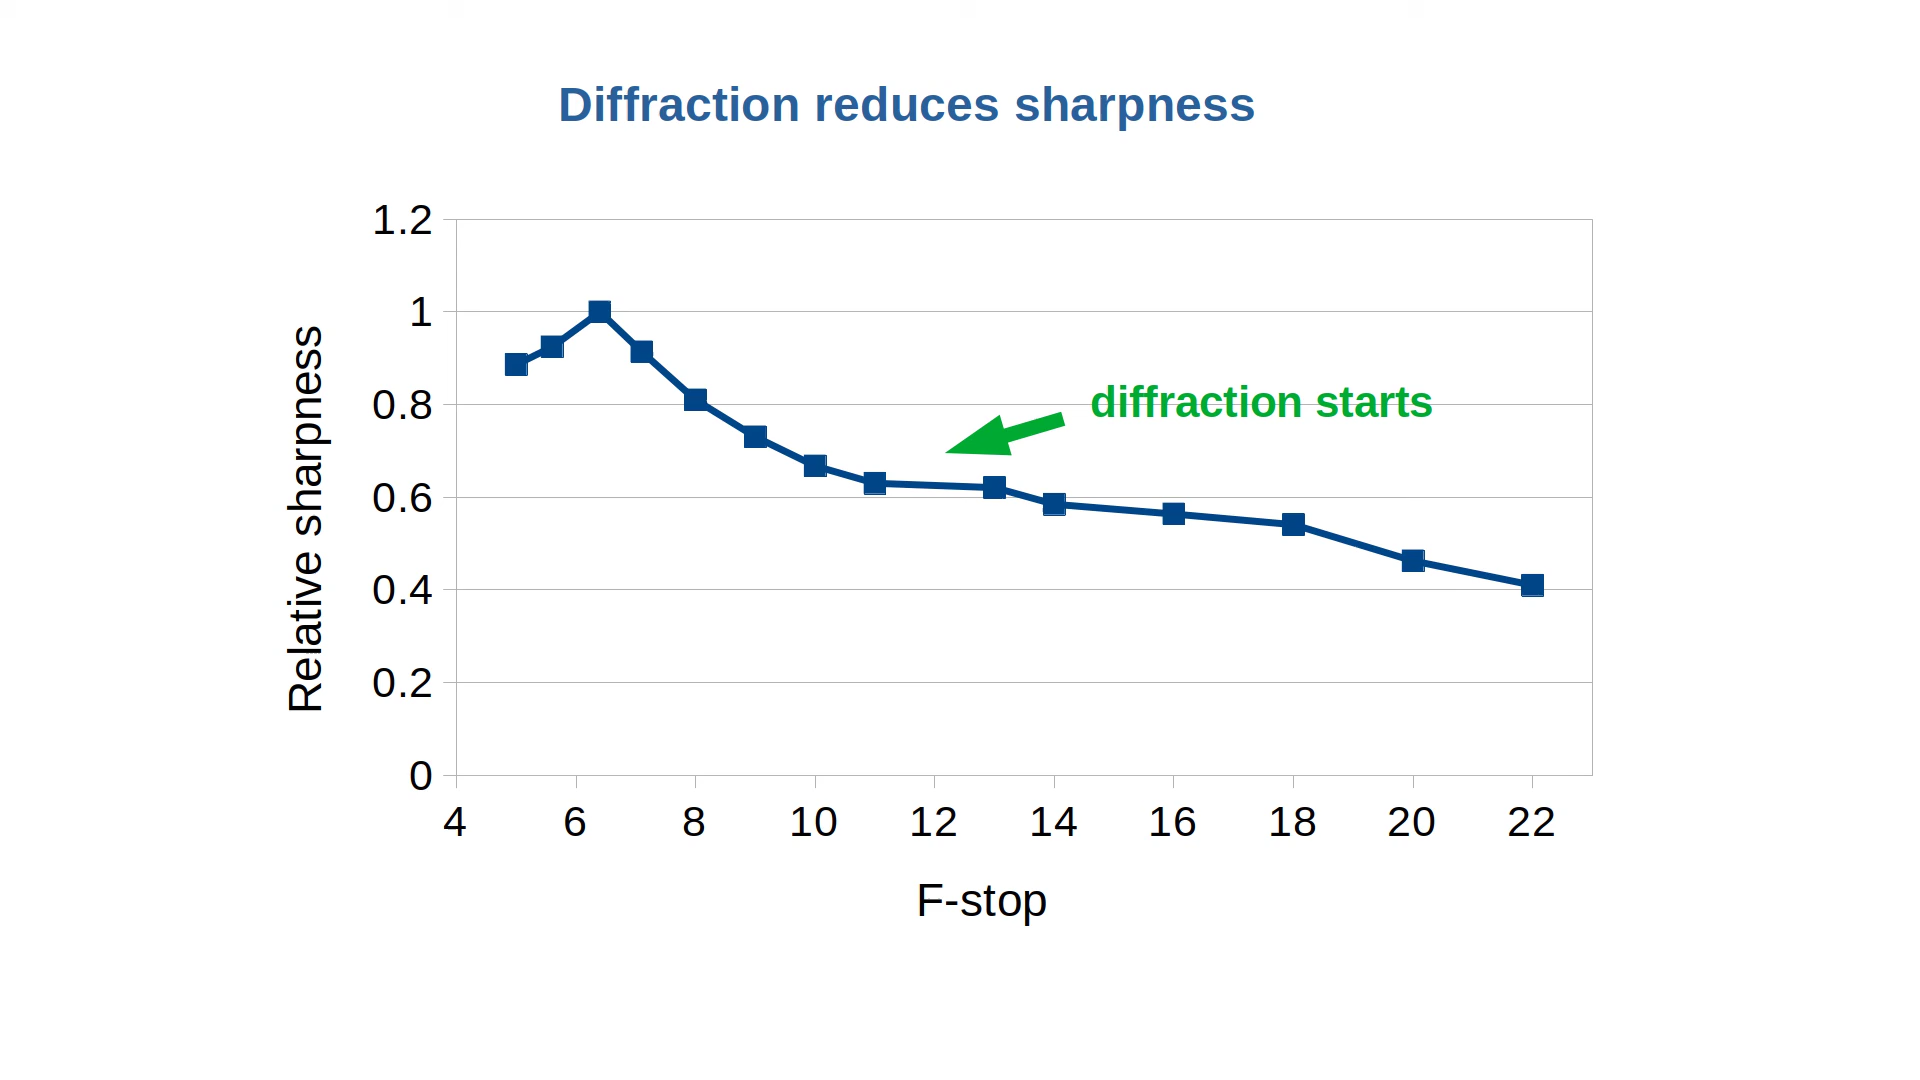 Diffraction reduces sharpness
1.2
1
0.8
0.6
0.4
0.2
0
Relative sharpness
diffraction starts
4 6 8 10 12 14 16 18 20 22
F-stop